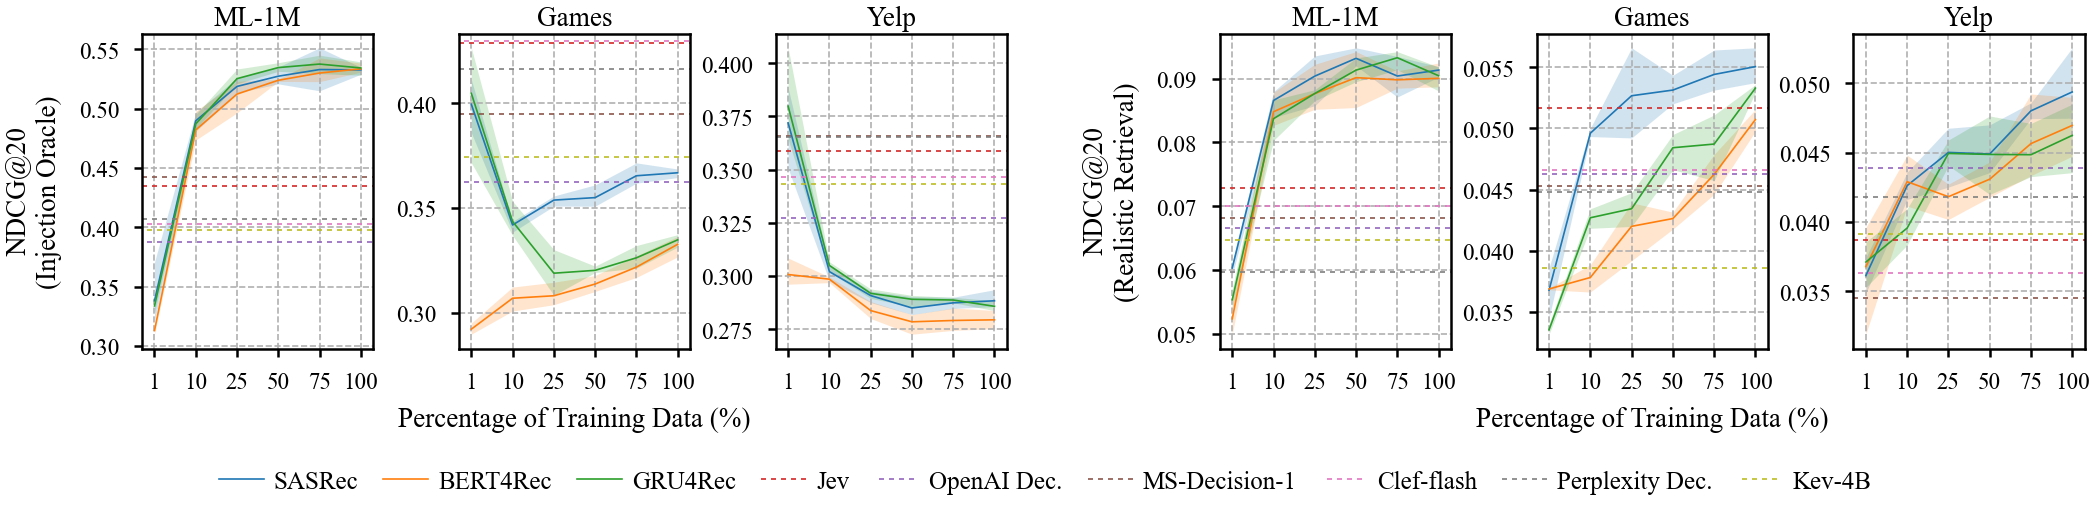 ML-1M Games Yelp ML-1M Games Yelp
NDCG@20
(Injection Oracle)
0.55
0.50
0.45
0.40
0.35
0.30
1 10 25 50 75 100
0.40
0.35
0.30
1 10 25 50 75 100
0.400
0.375
0.350
0.325
0.300
0.275
1 10 25 50 75 100
Percentage of Training Data (%)
NDCG@20
(Realistic Retrieval)
0.09
0.08
0.07
0.06
0.05
1 10 25 50 75 100
0.055
0.050
0.045
0.040
0.035
1 10 25 50 75 100
0.050
0.045
0.040
0.035
1 10 25 50 75 100
Percentage of Training Data (%)
SASRec BERT4Rec GRU4Rec Jev OpenAI Dec. MS-Decision-1 Clef-flash Perplexity Dec. Kev-4B